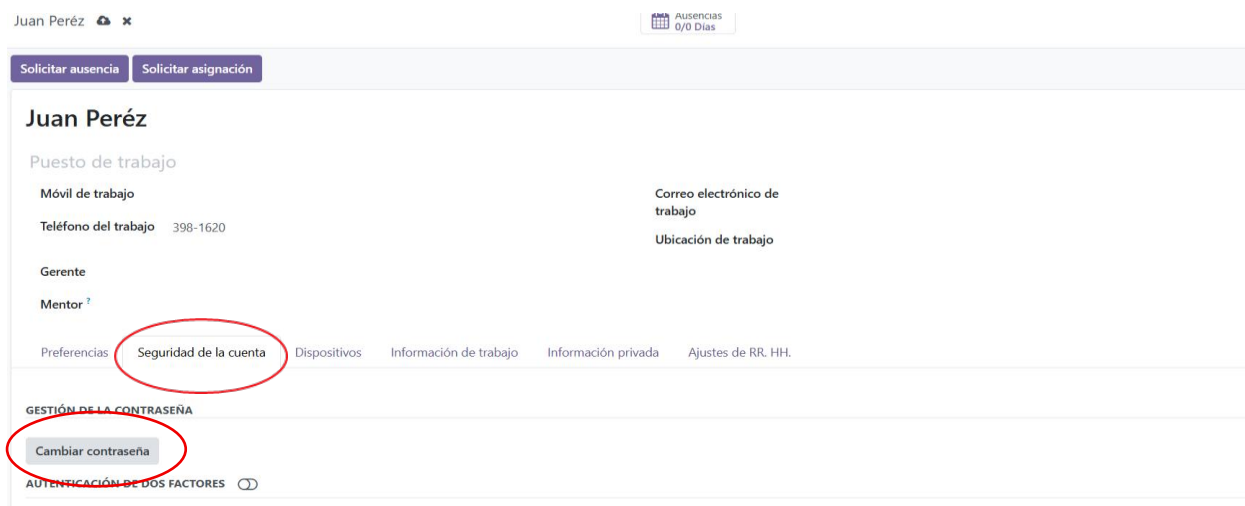 Juan Peréz
Ausencias
0/0 Días
Solicitar ausencia Solicitar asignación
Juan Peréz
Puesto de trabajo
Móvil de trabajo
Correo electrónico de
trabajo
Teléfono del trabajo 398-1620
Ubicación de trabajo
Gerente
Mentor ?
Preferencias Seguridad de la cuenta Dispositivos Información de trabajo Información privada Ajustes de RR. HH.
GESTIÓN DE LA CONTRASEÑA
Cambiar contraseña
AUTENTICACIÓN DE DOS FACTORES